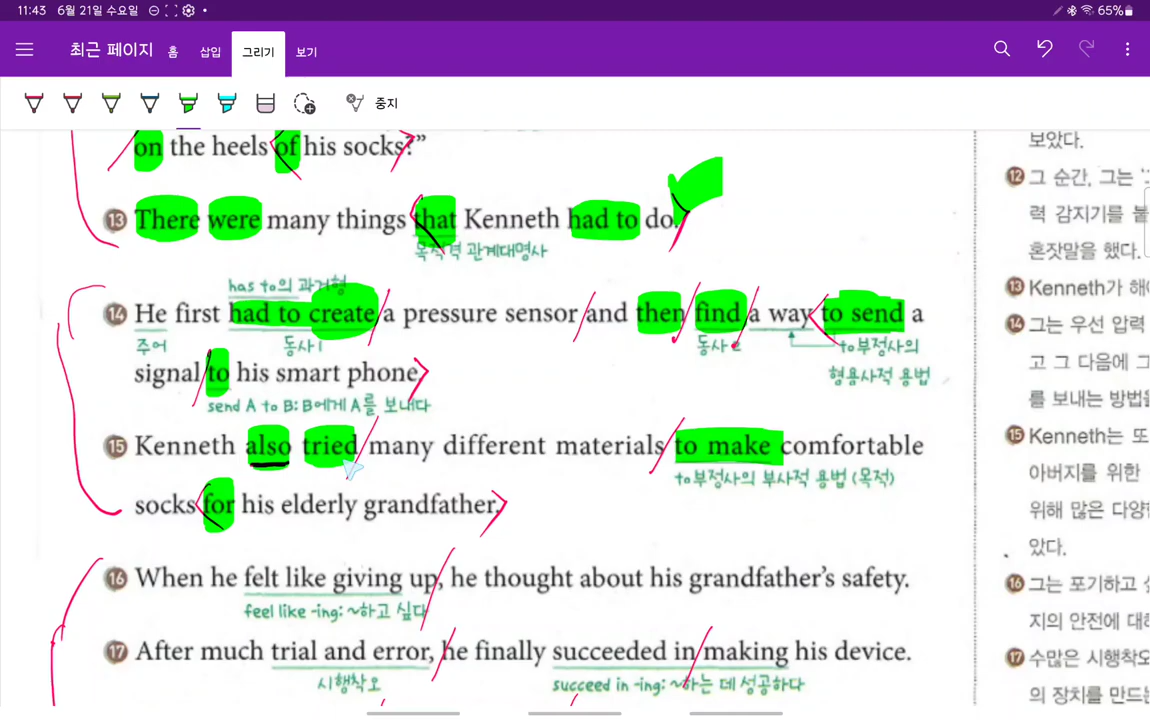 11:43 6월 21일 수요일 65%
최근 페이지 홈 삽입 그리기 보기
중지
on the heels of his socks?”
⑬ There were many things that Kenneth had to do.
목적격 관계대명사
has to의 과거형
⑭ He first had to create a pressure sensor and then find a way to send a
주어 동사1 동사2 to부정사의
signal to his smart phone.
형용사적 용법
send A to B: B에게 A를 보내다
⑮ Kenneth also tried many different materials to make comfortable
to부정사의 부사적 용법 (목적)
socks for his elderly grandfather.
⑯ When he felt like giving up, he thought about his grandfather’s safety.
feel like -ing: ~하고 싶다
⑰ After much trial and error, he finally succeeded in making his device.
시행착오 succeed in -ing: ~하는 데 성공하다
보았다.
⑫ 그 순간, 그는
력 감지기를 붙
혼잣말을 했다.
⑬ Kenneth가 해
⑭ 그는 우선 압력
고 그 다음에 그
를 보내는 방법을
⑮ Kenneth는 또
아버지를 위한
위해 많은 다양
았다.
⑯ 그는 포기하고
지의 안전에 대해
⑰ 수많은 시행착
의 장치를 만드